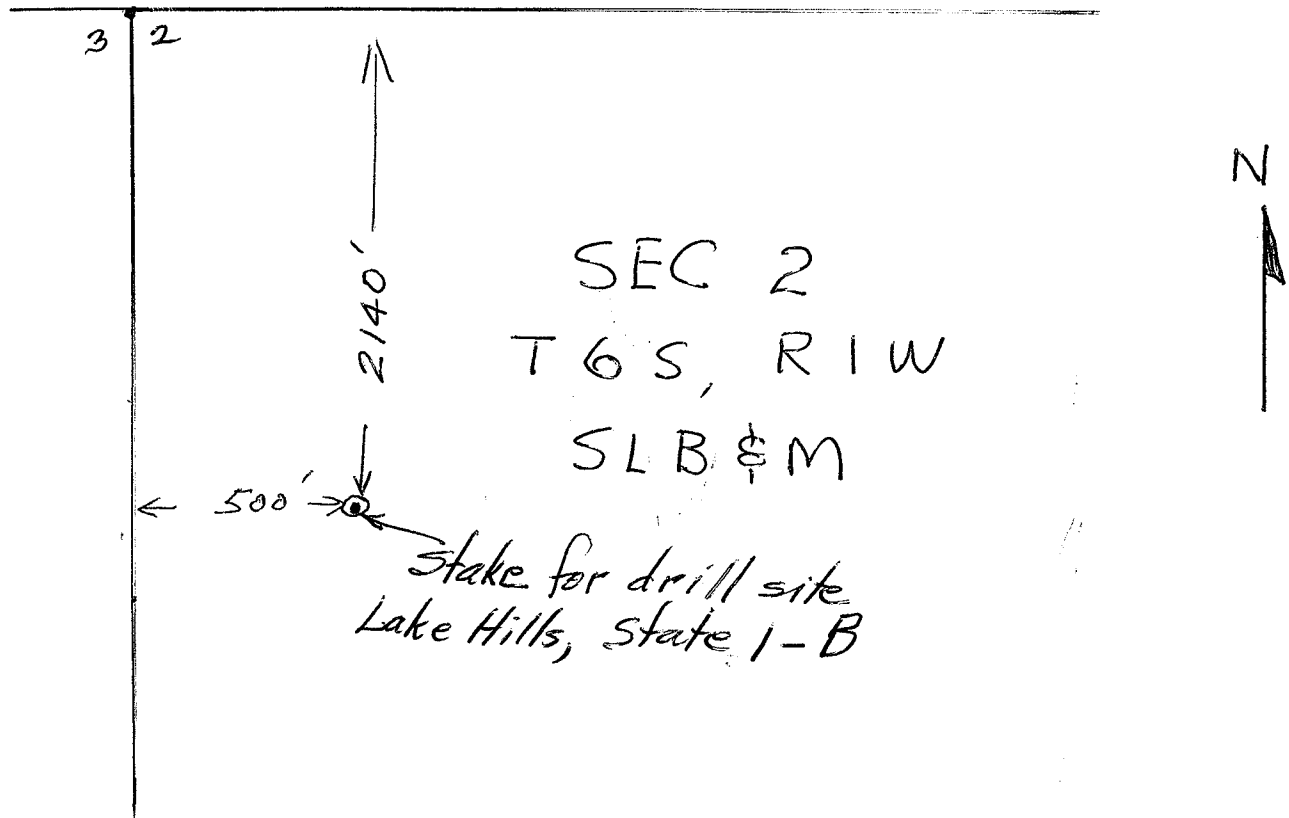 3 2
N
2140'
SEC 2
T6S, R1W
SLB&M
500'
Stake for drill site
Lake Hills, State 1-B